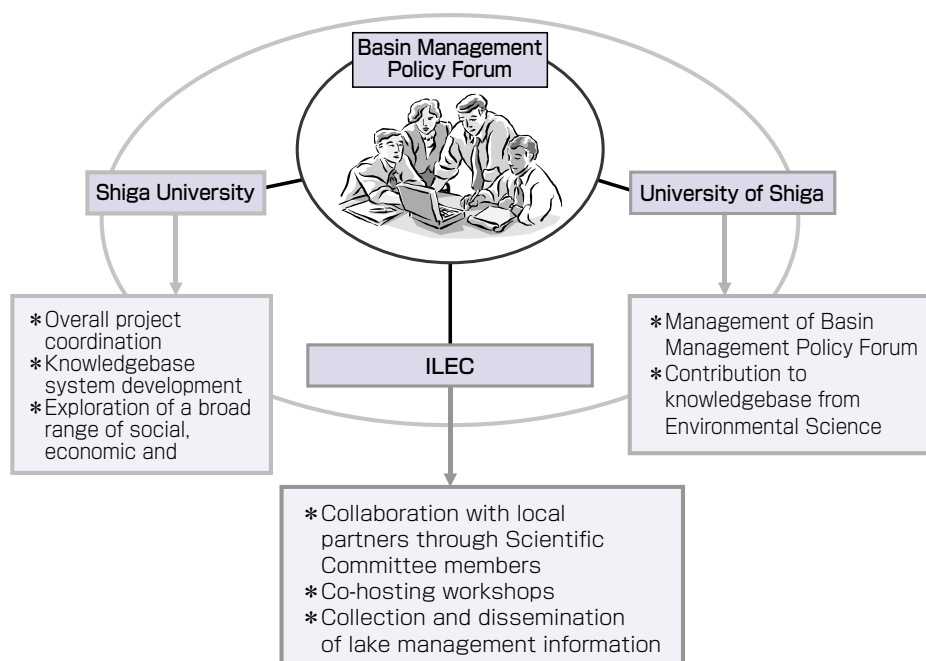 Basin Management
Policy Forum
Shiga University
University of Shiga
*Overall project
coordination
*Knowledgebase
system development
*Exploration of a broad
range of social,
economic and
ILEC
*Management of Basin
Management Policy Forum
*Contribution to
knowledgebase from
Environmental Science
*Collaboration with local
partners through Scientific
Committee members
*Co-hosting workshops
*Collection and dissemination
of lake management information